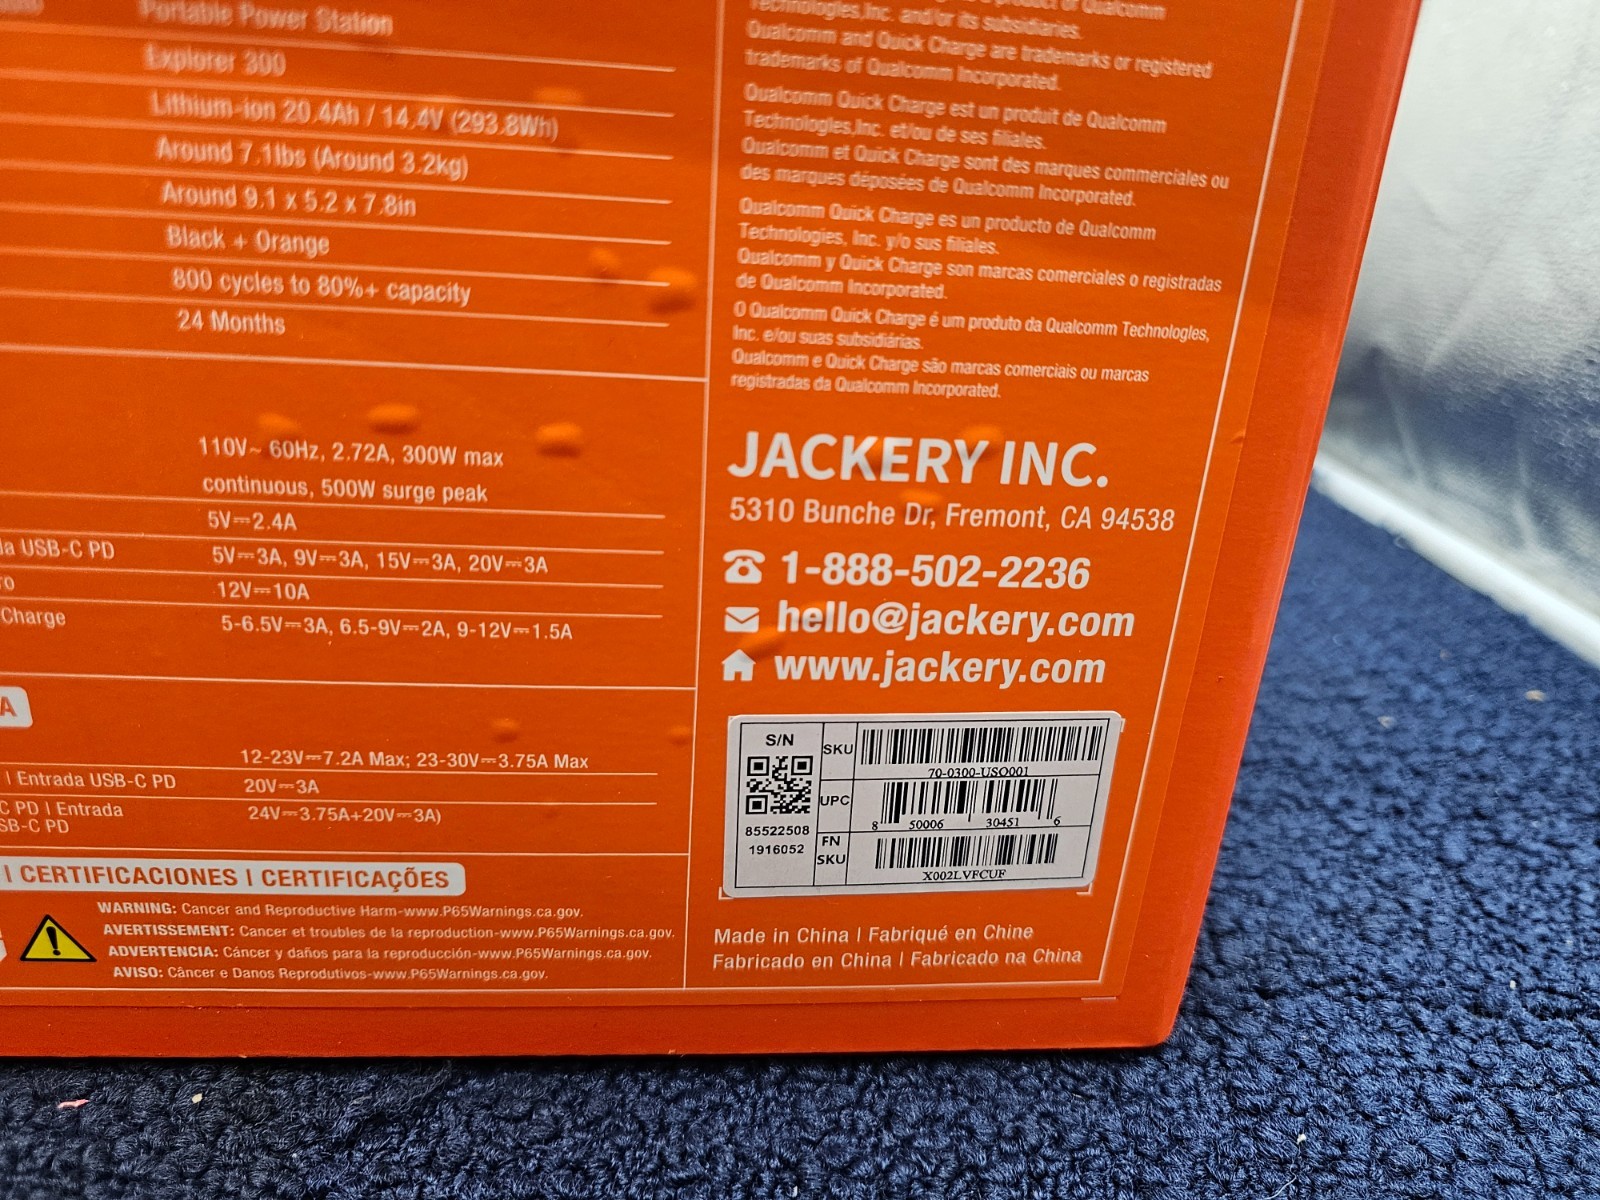 Portable Power Station
Explorer 300
Lithium-ion 20.4Ah / 14.4V (293.8Wh)
Around 7.1lbs (Around 3.2kg)
Around 9.1 x 5.2 x 7.8in
Black + Orange
800 cycles to 80%+ capacity
24 Months
110V~ 60Hz, 2.72A, 300W max
continuous, 500W surge peak
5V⎓2.4A
USB-C PD
5V⎓3A, 9V⎓3A, 15V⎓3A, 20V⎓3A
12V⎓10A
Charge
5-6.5V⎓3A, 6.5-9V⎓2A, 9-12V⎓1.5A
A
12-23V⎓7.2A Max; 23-30V⎓3.75A Max
| Entrada USB-C PD
20V⎓3A
C PD | Entrada
SB-C PD
24V⎓3.75A+20V⎓3A)
| CERTIFICACIONES | CERTIFICAÇÕES
WARNING: Cancer and Reproductive Harm-www.P65Warnings.ca.gov.
AVERTISSEMENT: Cancer et troubles de la reproduction-www.P65Warnings.ca.gov.
ADVERTENCIA: Cáncer y daños para la reproducción-www.P65Warnings.ca.gov.
AVISO: Câncer e Danos Reprodutivos-www.P65Warnings.ca.gov.
product of Qualcomm
Technologies,Inc. and/or its subsidiaries.
Qualcomm and Quick Charge are trademarks or registered
trademarks of Qualcomm Incorporated.
Qualcomm Quick Charge est un produit de Qualcomm
Technologies,Inc. et/ou de ses filiales.
Qualcomm et Quick Charge sont des marques commerciales ou
des marques déposées de Qualcomm Incorporated.
Qualcomm Quick Charge es un producto de Qualcomm
Technologies, Inc. y/o sus filiales.
Qualcomm y Quick Charge son marcas comerciales o registradas
de Qualcomm Incorporated.
O Qualcomm Quick Charge é um produto da Qualcomm Technologies,
Inc. e/ou suas subsidiárias.
Qualcomm e Quick Charge são marcas comerciais ou marcas
registradas da Qualcomm Incorporated.
JACKERY INC.
5310 Bunche Dr, Fremont, CA 94538
1-888-502-2236
hello@jackery.com
www.jackery.com
S/N
85522508
1916052
SKU
70-0300-USO001
UPC
8 50006 30451 6
FN
SKU
X002LVFCUF
Made in China | Fabriqué en Chine
Fabricado en China | Fabricado na China